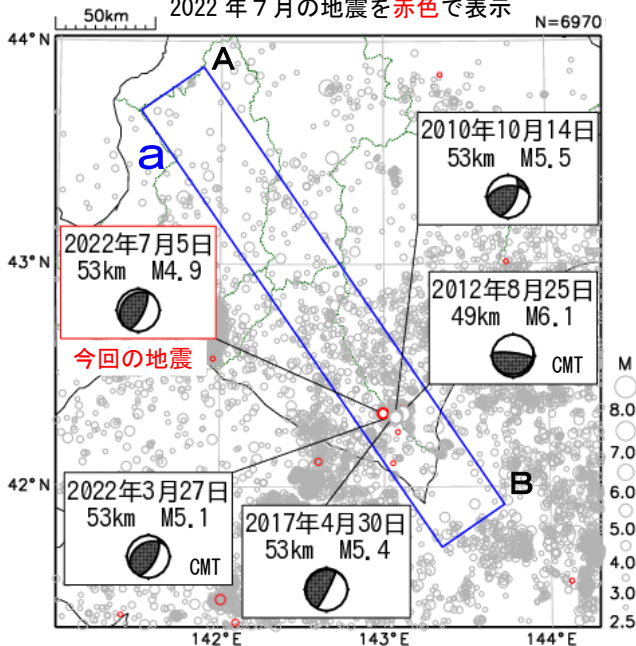 2022年7月の地震を赤色で表示
50km
N=6970
44°N
A
a
2010年10月14日
53km M5.5
43°N
2022年7月5日
53km M4.9
今回の地震
2012年8月25日
49km M6.1
CMT
M
8.0
7.0
6.0
5.0
4.0
3.0
2.5
42°N
B
2022年3月27日
53km M5.1
CMT
2017年4月30日
53km M5.4
142°E
143°E
144°E